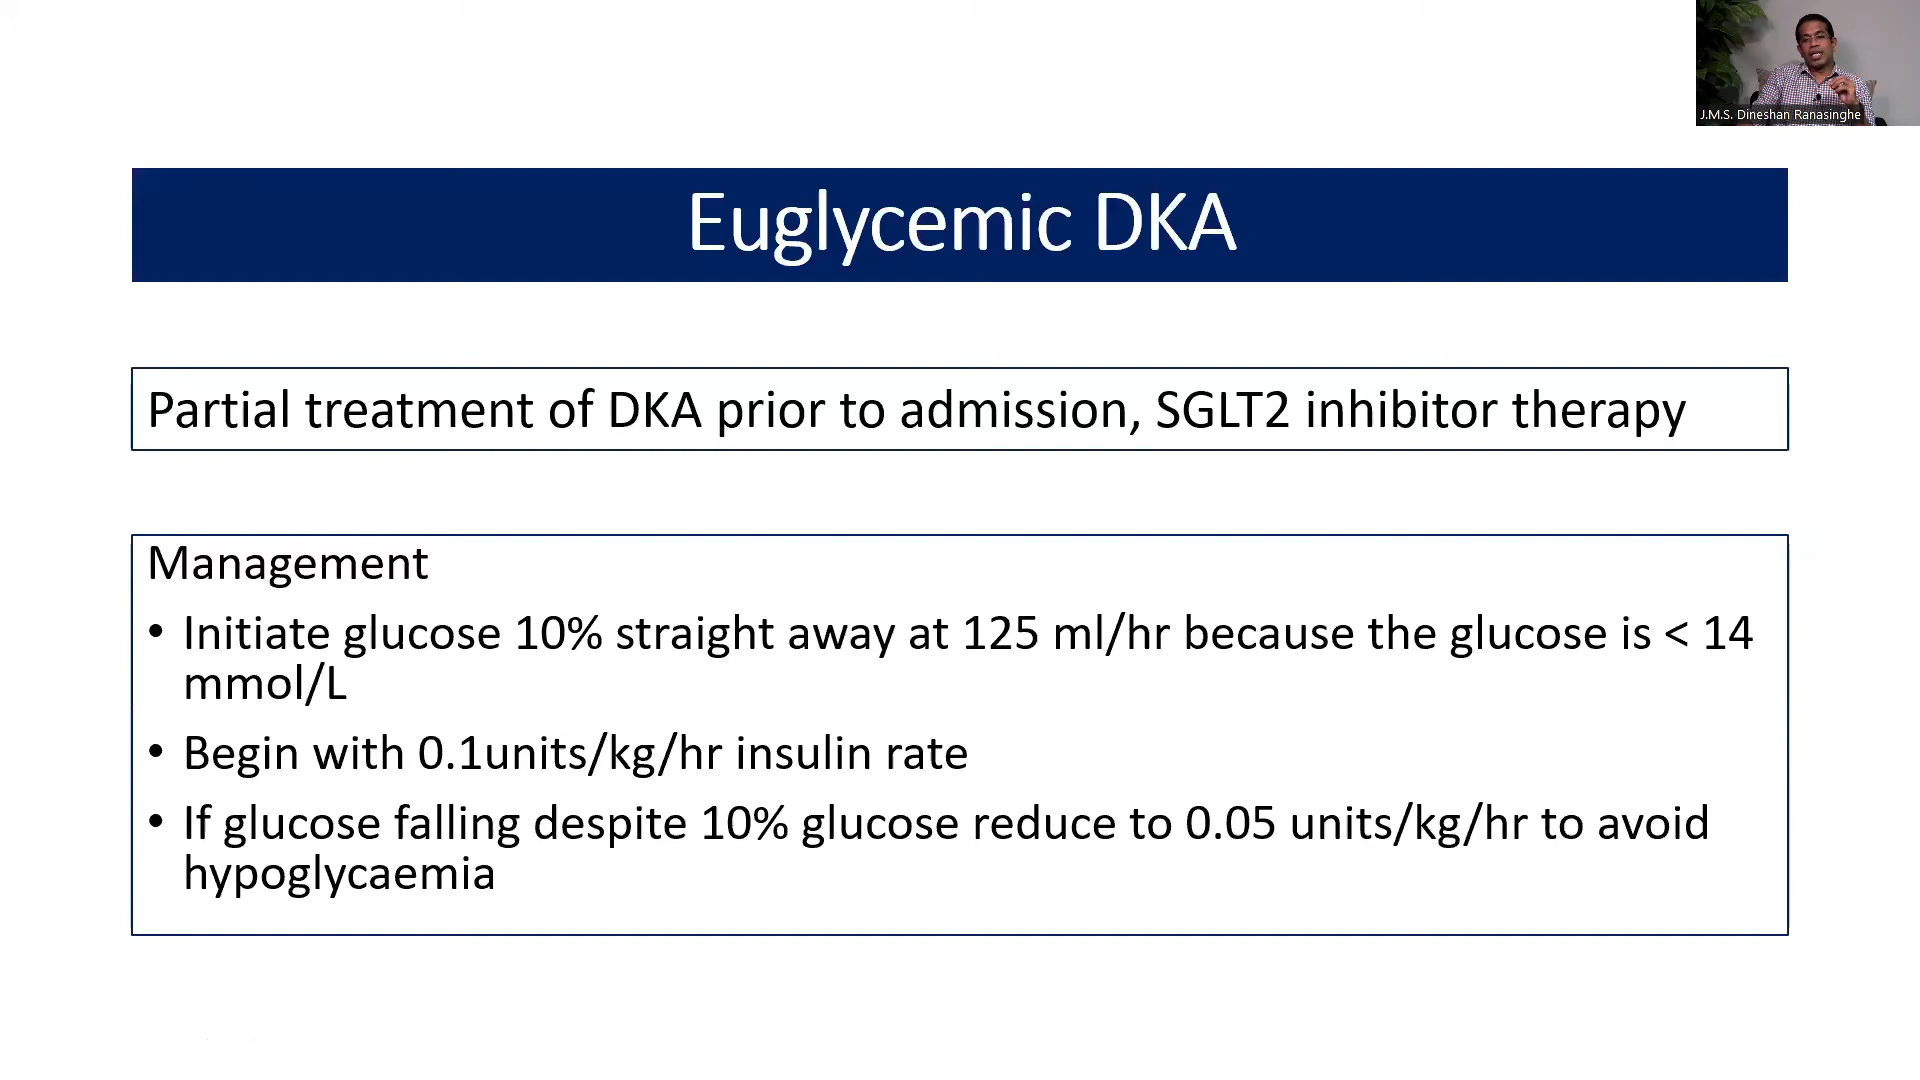 J.M.S. Dineshan Ranasinghe
Euglycemic DKA
Partial treatment of DKA prior to admission, SGLT2 inhibitor therapy
Management
• Initiate glucose 10% straight away at 125 ml/hr because the glucose is < 14
mmol/L
• Begin with 0.1units/kg/hr insulin rate
• If glucose falling despite 10% glucose reduce to 0.05 units/kg/hr to avoid
hypoglycaemia